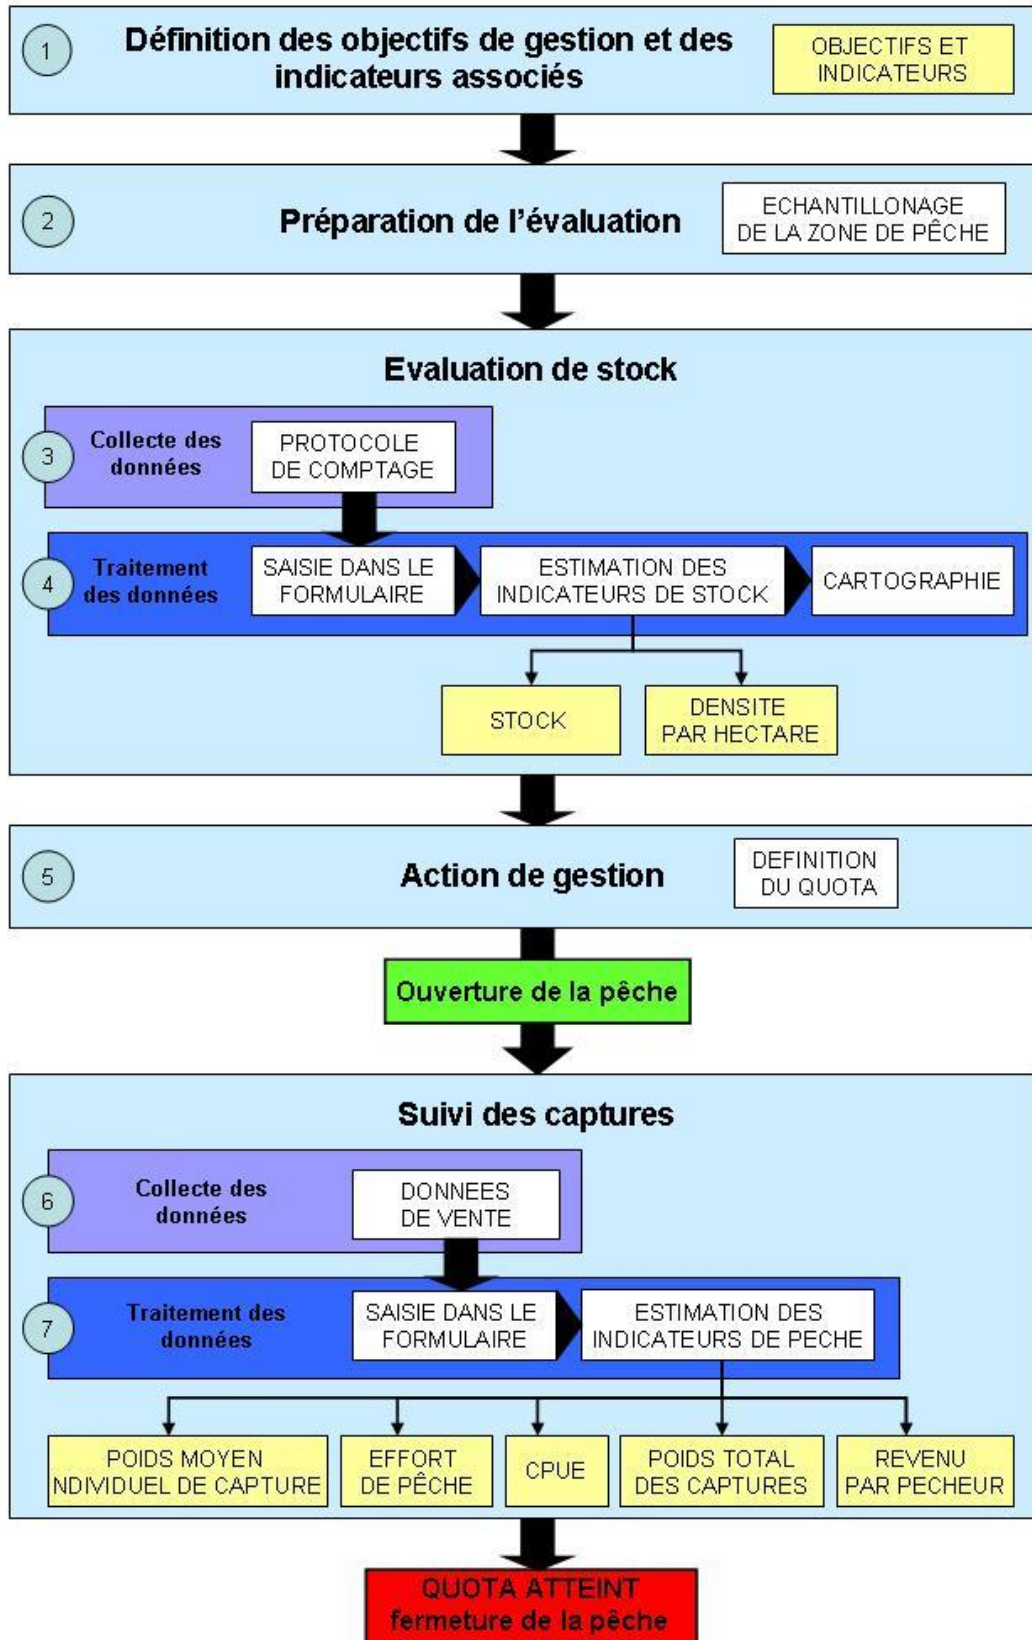 1
Définition des objectifs de gestion et des
indicateurs associés
OBJECTIFS ET
INDICATEURS
2
Préparation de l'évaluation
ECHANTILLONAGE
DE LA ZONE DE PÊCHE
Evaluation de stock
3
Collecte des
données
PROTOCOLE
DE COMPTAGE
4
Traitement
des données
SAISIE DANS LE
FORMULAIRE
ESTIMATION DES
INDICATEURS DE STOCK
CARTOGRAPHIE
STOCK
DENSITE
PAR HECTARE
5
Action de gestion
DEFINITION
DU QUOTA
Ouverture de la pêche
Suivi des captures
6
Collecte des
données
DONNEES
DE VENTE
7
Traitement des
données
SAISIE DANS LE
FORMULAIRE
ESTIMATION DES
INDICATEURS DE PECHE
POIDS MOYEN
NDIVIDUEL DE CAPTURE
EFFORT
DE PÊCHE
CPUE
POIDS TOTAL
DES CAPTURES
REVENU
PAR PECHEUR
QUOTA ATTEINT
fermeture de la pêche